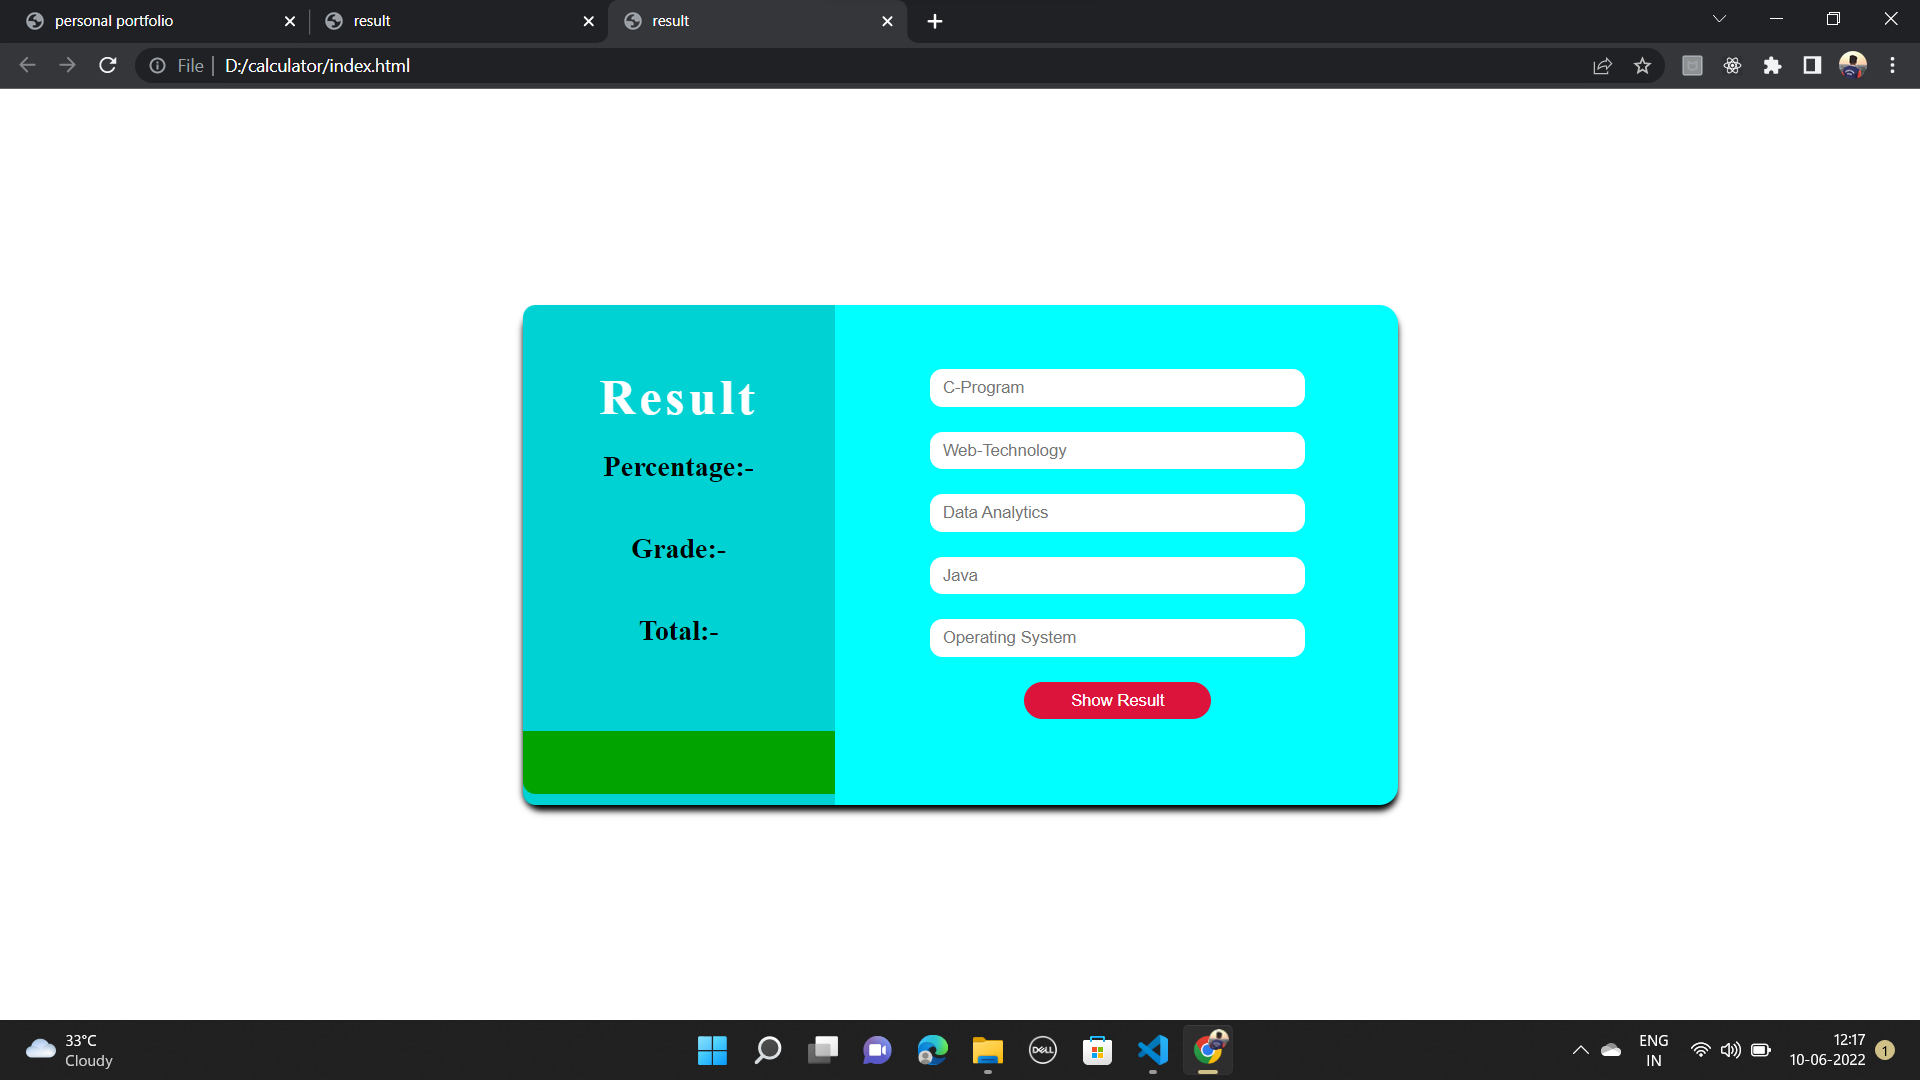 personal portfolio
result
result
File
D:/calculator/index.html
Result
Percentage:-
Grade:-
Total:-
C-Program
Web-Technology
Data Analytics
Java
Operating System
Show Result
33°C
Cloudy
DELL
ENG
IN
12:17
10-06-2022
1